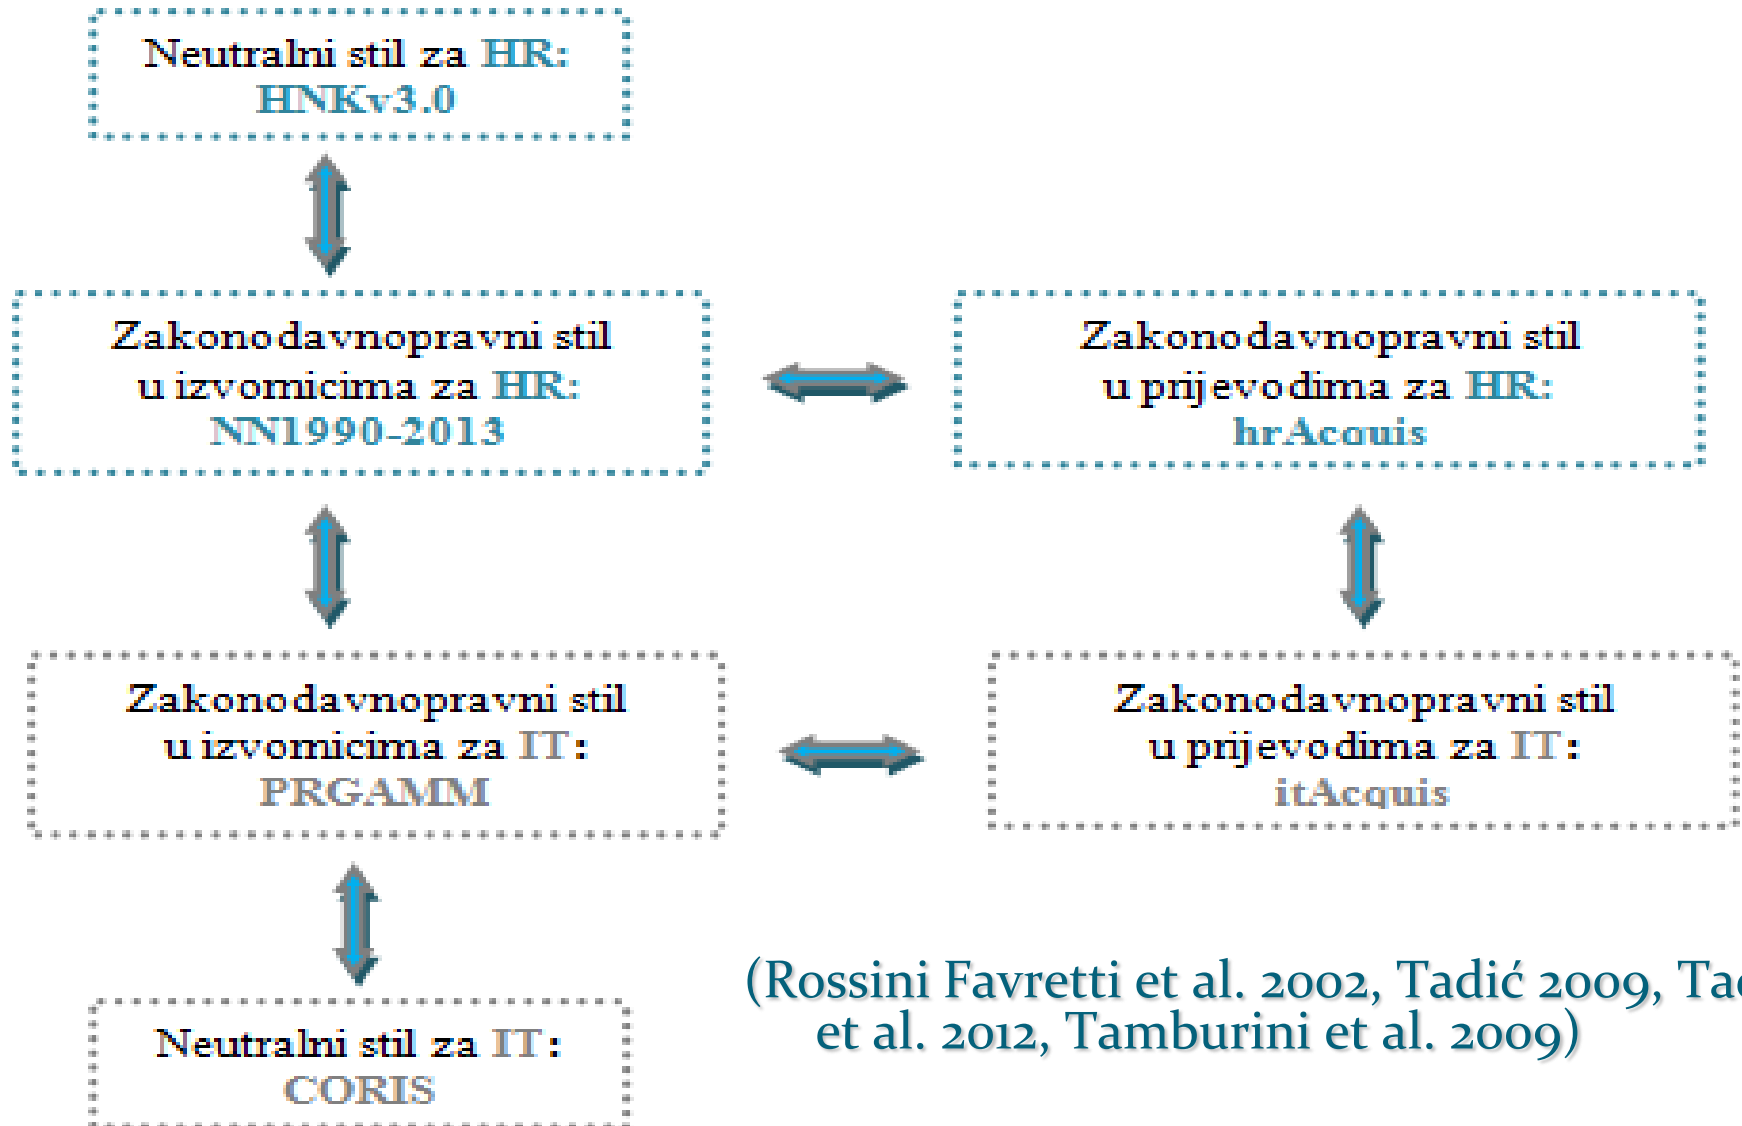 Neutralni stil za HR:
HNKv3.0
Zakonodavnopravni stil
u izvornicima za HR:
NN1990-2013
Zakonodavnopravni stil
u prijevodima za HR:
hrAcquis
Zakonodavnopravni stil
u izvornicima za IT:
PRGAMM
Zakonodavnopravni stil
u prijevodima za IT:
itAcquis
Neutralni stil za IT:
CORIS
(Rossini Favretti et al. 2002, Tadić 2009,
et al. 2012, Tamburini et al. 2009)